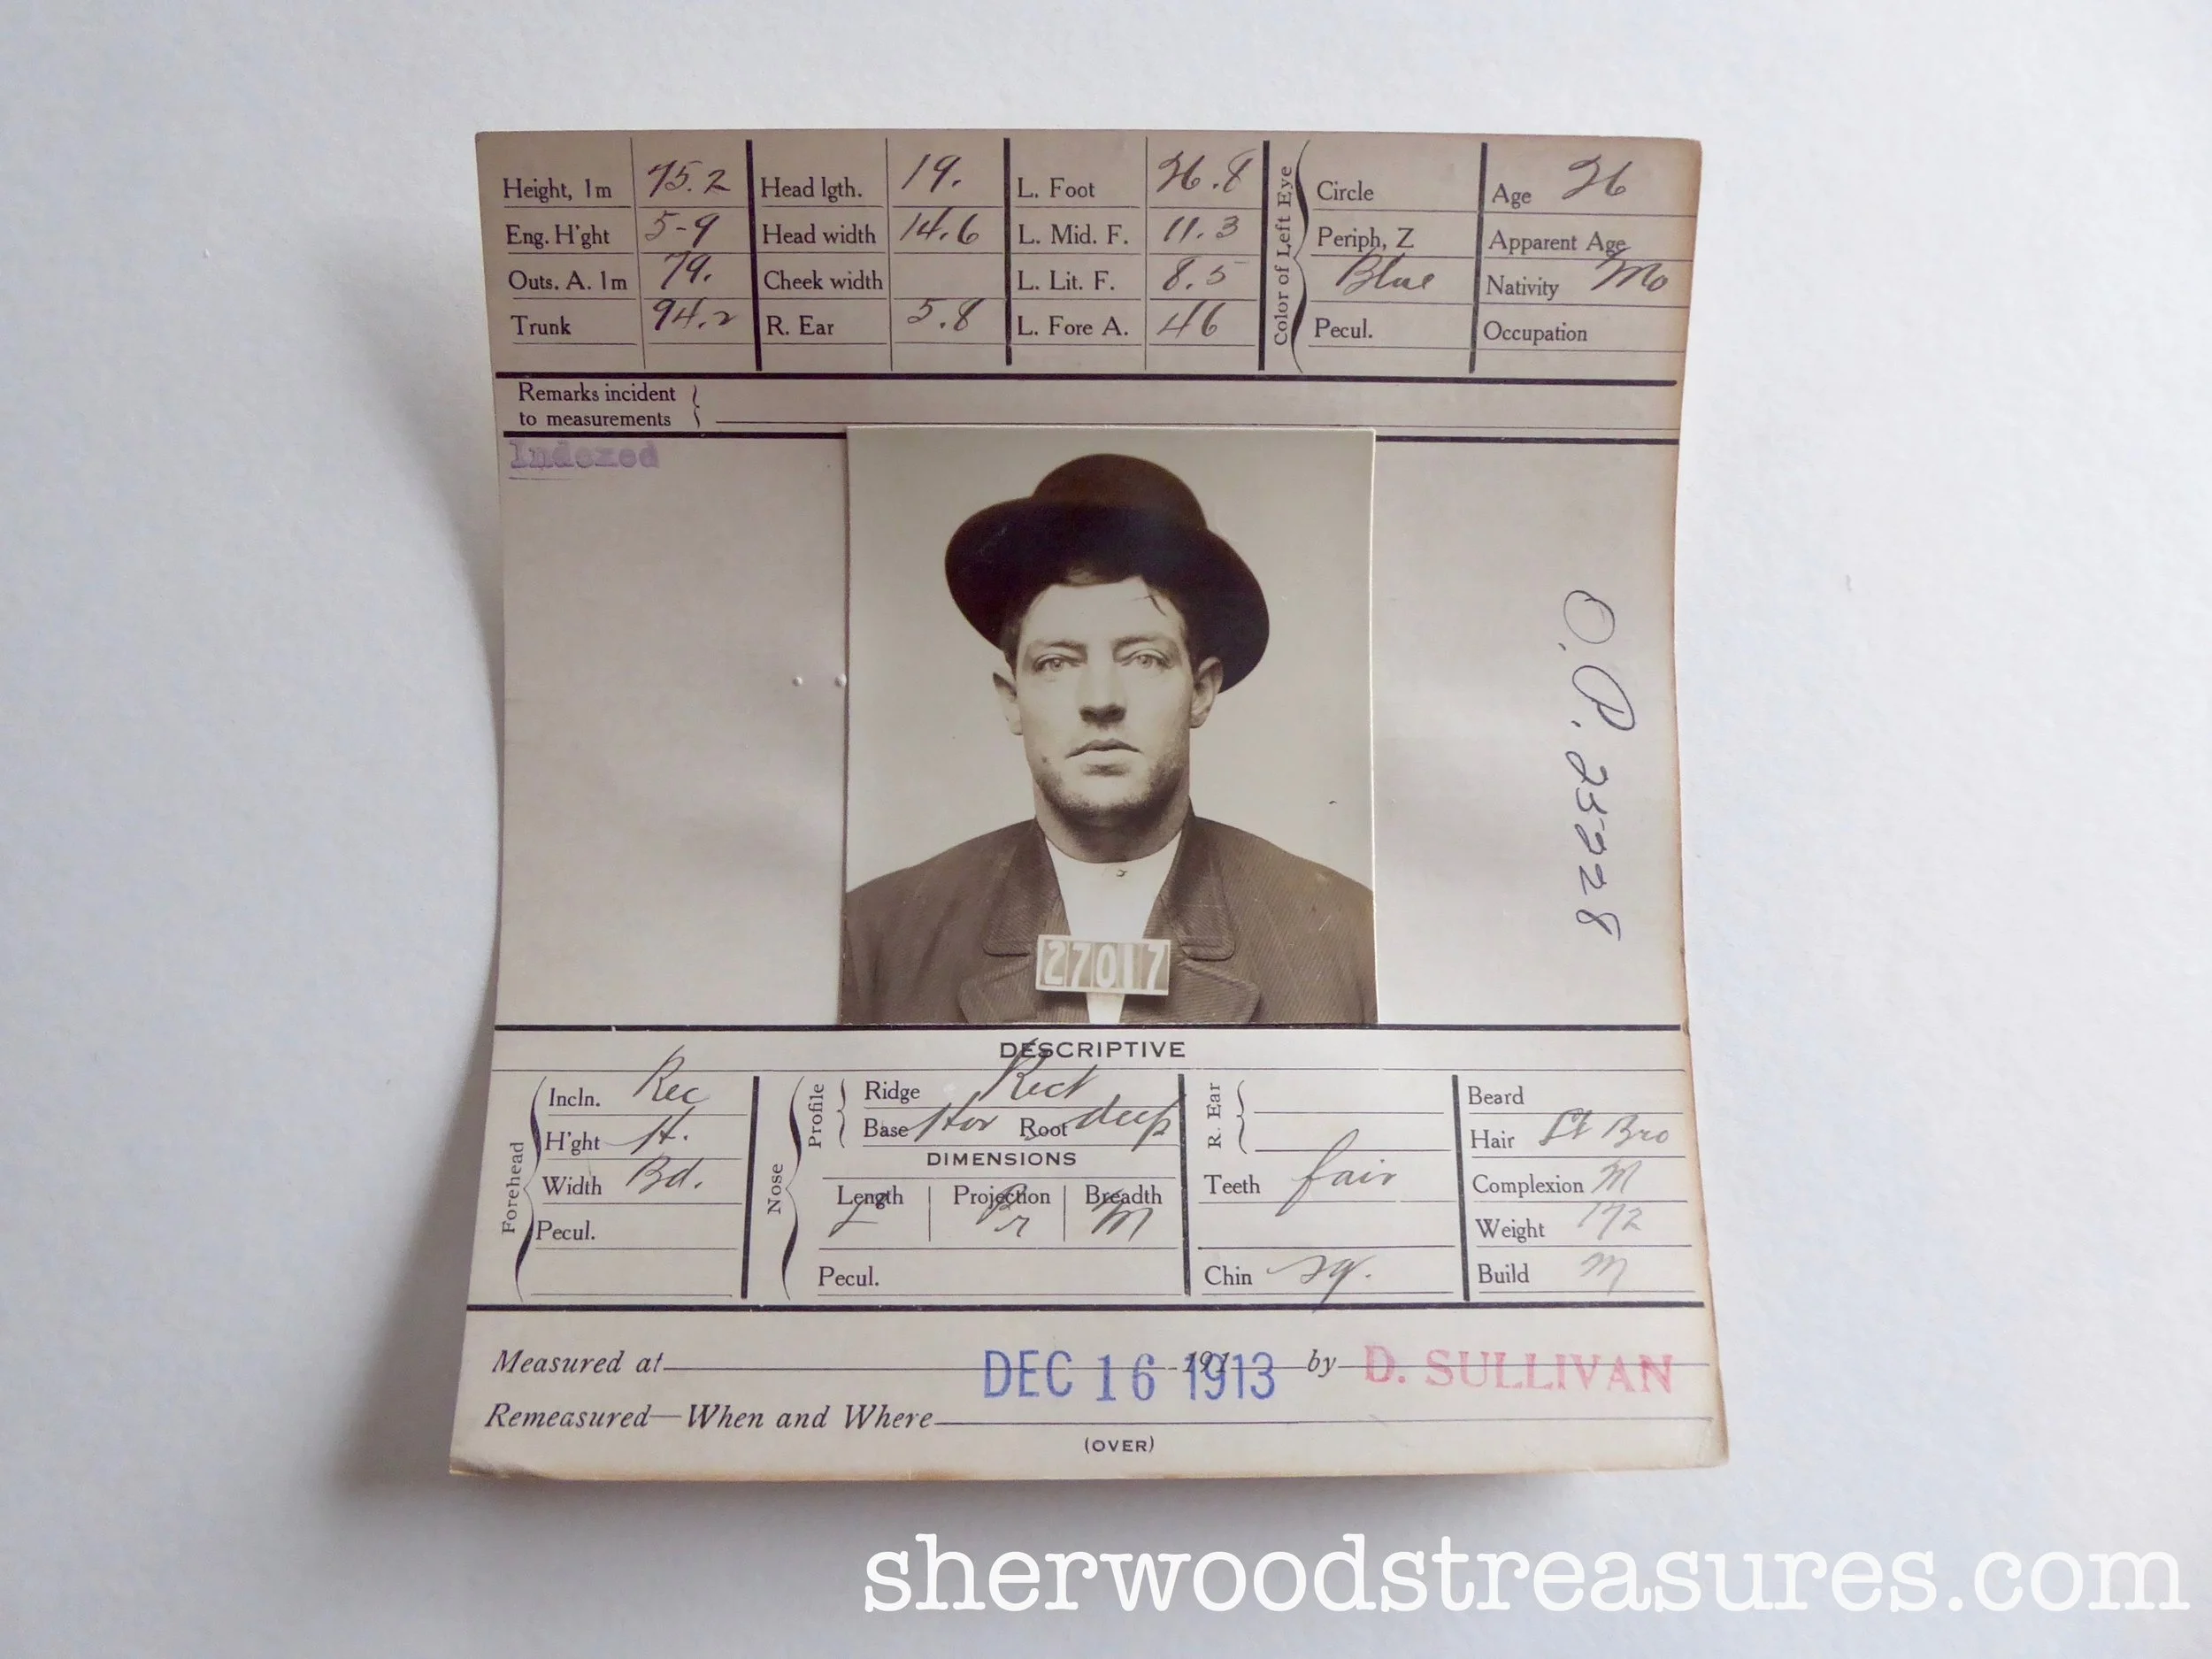 Height, 1m 75.2 Head lgth. 19. L. Foot 26.8 Circle Age 26
Eng. H'ght 5-9 Head width 14.6 L. Mid. F. 11.3 Periph, Z Apparent Age
Outs. A. 1m 79. Cheek width L. Lit. F. 8.5 Blue Nativity Mo
Trunk 94.2 R. Ear 5.8 L. Fore A. 46 Pecul. Occupation
Color of Left Eye
Remarks incident
to measurements
Indexed
O.P. 25228
27017
DESCRIPTIVE
Forehead
Incln. Rec
H'ght H.
Width Bd.
Pecul.
Nose
Profile
Ridge Rect
Base Hor Root deep
DIMENSIONS
Length Projection Breadth
L Pr M
Pecul.
R. Ear
Teeth fair
Chin sq.
Beard
Hair Lt Bro
Complexion M
Weight 172
Build M
Measured at DEC 16 1913 191 by D. SULLIVAN
Remeasured—When and Where
(OVER)
sherwoodstreasures.com